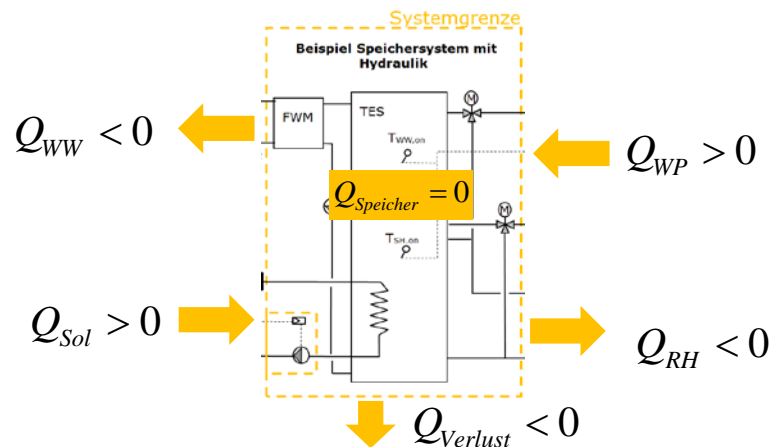 Systemgrenze
Beispiel Speichersystem mit
Hydraulik
M
FWM
TES
Q_WW < 0
T_WW,on
Q_WP > 0
Q_Speicher = 0
M
T_SH,on
Q_Sol > 0
Q_RH < 0
Q_Verlust < 0